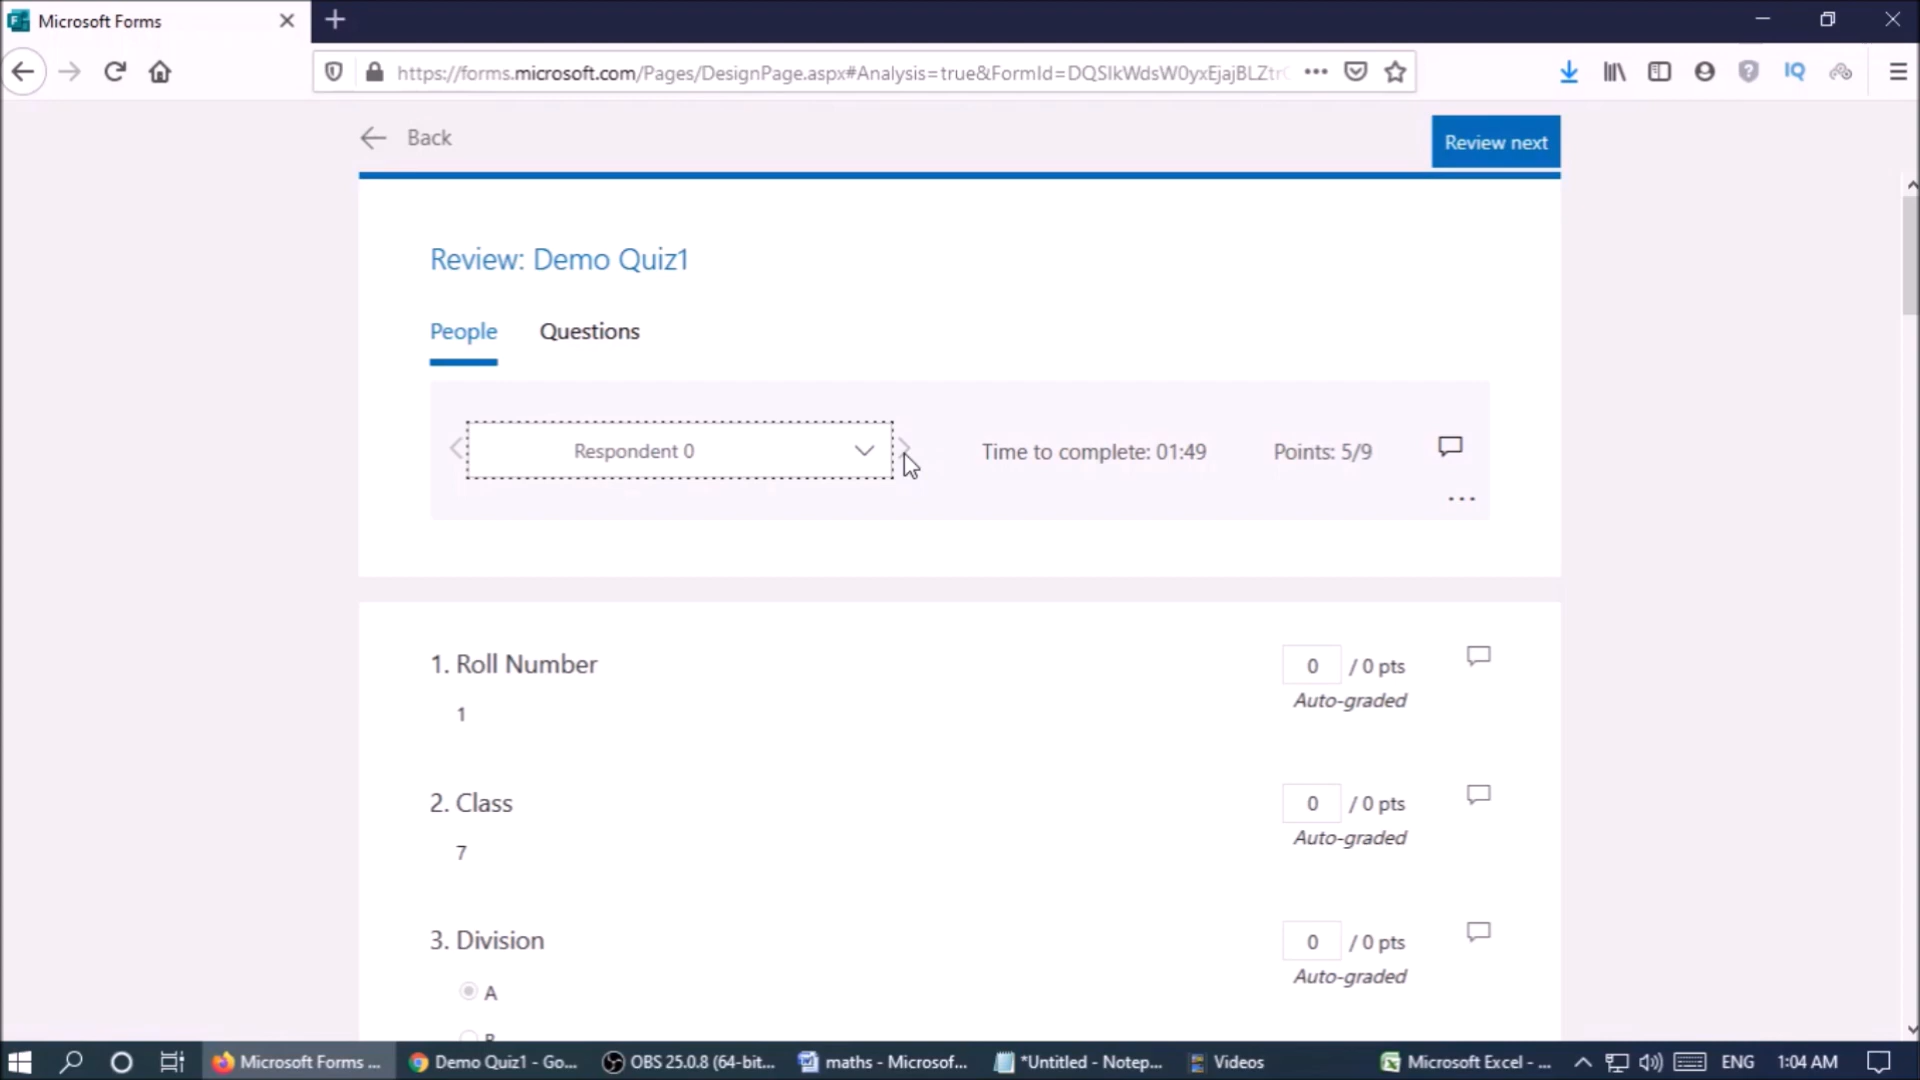 Microsoft Forms
https://forms.microsoft.com/Pages/DesignPage.aspx#Analysis=true&FormId=DQSIkWdsW0yxEjajBLZtr
Back
Review next
Review: Demo Quiz1
People Questions
Respondent 0 Time to complete: 01:49 Points: 5/9
1. Roll Number 0 / 0 pts
Auto-graded
1
2. Class 0 / 0 pts
Auto-graded
7
3. Division 0 / 0 pts
Auto-graded
A
Microsoft Forms ... Demo Quiz1 - Go... OBS 25.0.8 (64-bit... maths - Microsof... *Untitled - Notep... Videos Microsoft Excel - ... ENG 1:04 AM